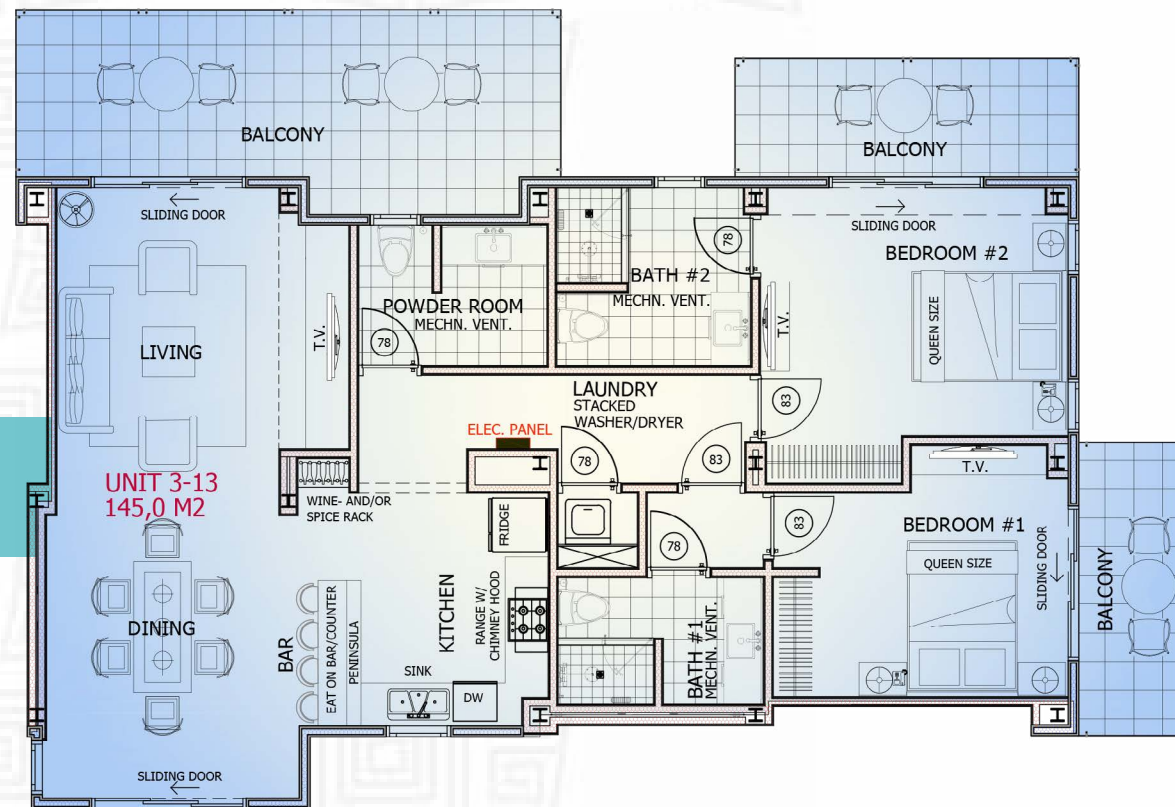 BALCONY
BALCONY
SLIDING DOOR
SLIDING DOOR
BEDROOM #2
78
BATH #2
MECHN. VENT.
POWDER ROOM
MECHN. VENT.
78
T.V.
T.V.
QUEEN SIZE
LIVING
LAUNDRY
STACKED
WASHER/DRYER
83
ELEC. PANEL
78
83
T.V.
UNIT 3-13
145,0 M2
WINE- AND/OR
SPICE RACK
FRIDGE
83
BEDROOM #1
78
QUEEN SIZE
SLIDING DOOR
BALCONY
KITCHEN
RANGE W/
CHIMNEY HOOD
DINING
BAR
EAT ON BAR/COUNTER
PENINSULA
SINK
DW
BATH #1
MECHN. VENT.
SLIDING DOOR